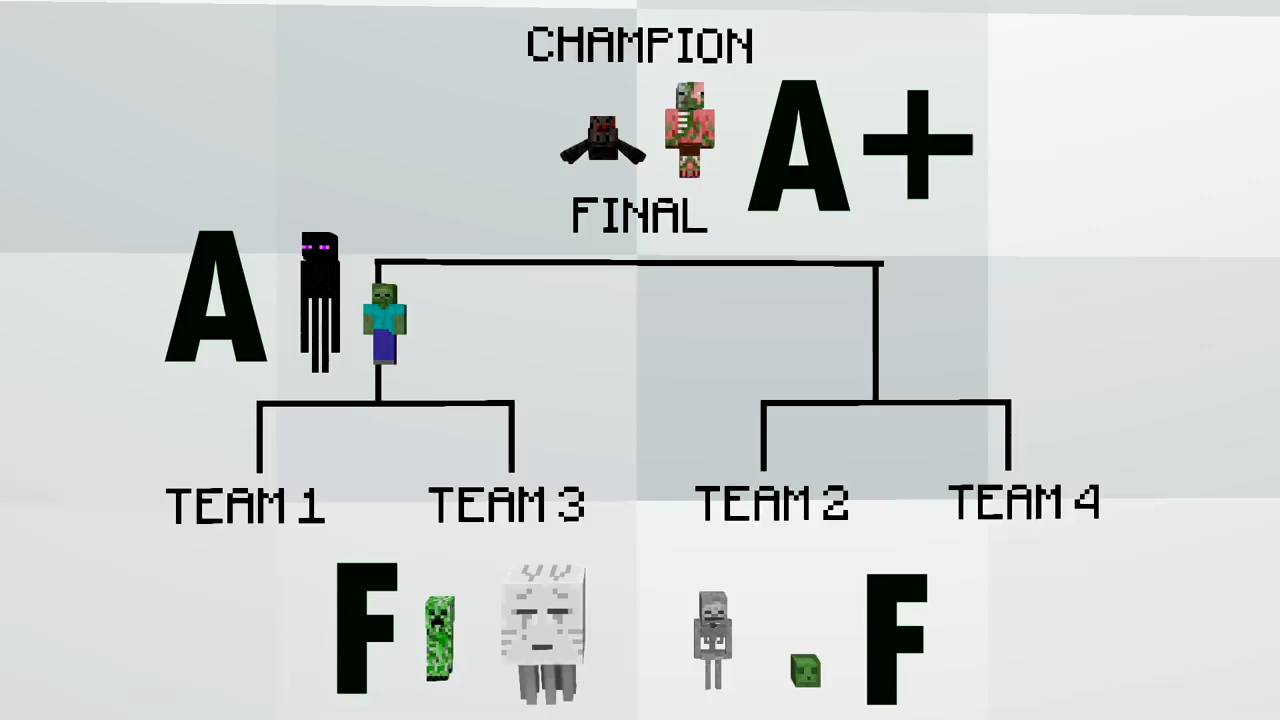 CHAMPION
A+
FINAL
A
TEAM 1
TEAM 3
TEAM 2
TEAM 4
F
F